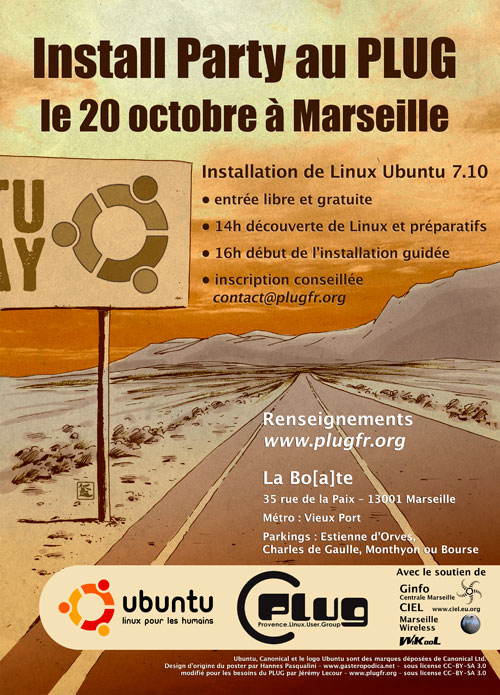 Install Party au PLUG
le 20 octobre à Marseille
TU
AY
Installation de Linux Ubuntu 7.10
• entrée libre et gratuite
• 14h découverte de Linux et préparatifs
• 16h début de l'installation guidée
• inscription conseillée
contact@plugfr.org
Renseignements
www.plugfr.org
La Bo[a]te
35 rue de la Paix – 13001 Marseille
Métro : Vieux Port
Parkings : Estienne d'Orves,
Charles de Gaulle, Monthyon ou Bourse
ubuntu
linux pour les humains
PLUG
Provence.Linux.User.Group
Avec le soutien de
Ginfo
Centrale Marseille
CIEL www.ciel.eu.org
Marseille
Wireless
Ubuntu, Canonical et le logo Ubuntu sont des marques déposées de Canonical Ltd.
Design d'origine du poster par Hannes Pasqualini – www.gasteropodica.net – sous license CC-BY-SA 3.0
modifié pour les besoins du PLUG par Jérémy Lecour – www.plugfr.org – sous license CC-BY-SA 3.0